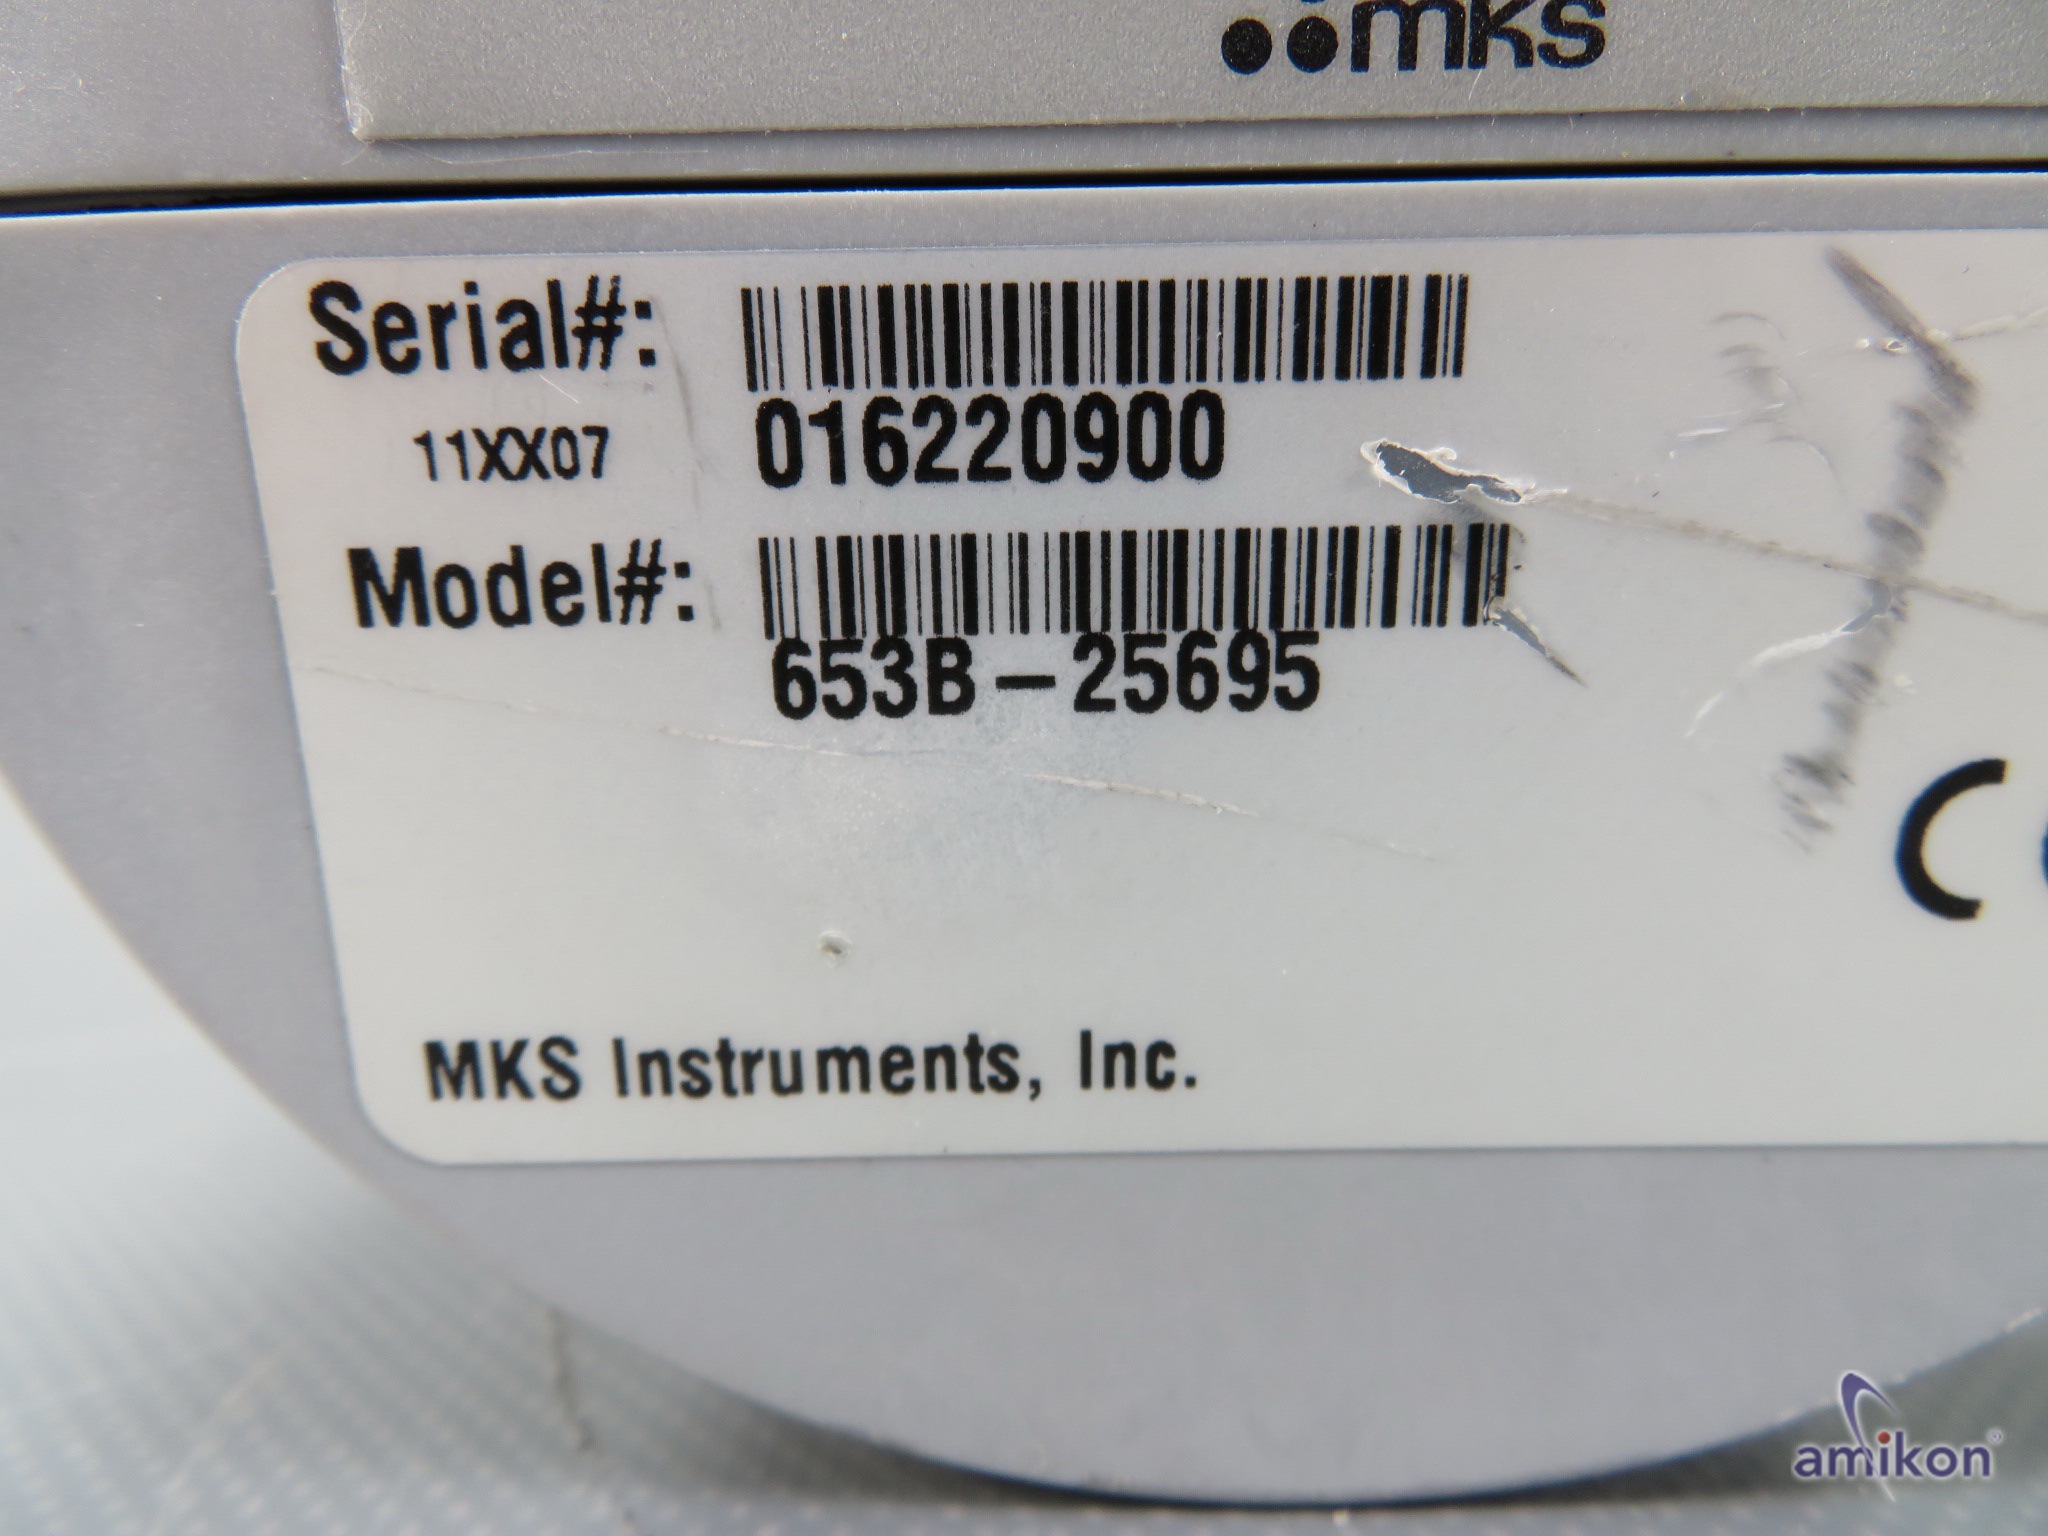 mks
Serial#:
016220900
11XX07
Model#:
653B-25695
C
MKS Instruments, Inc.
amikon